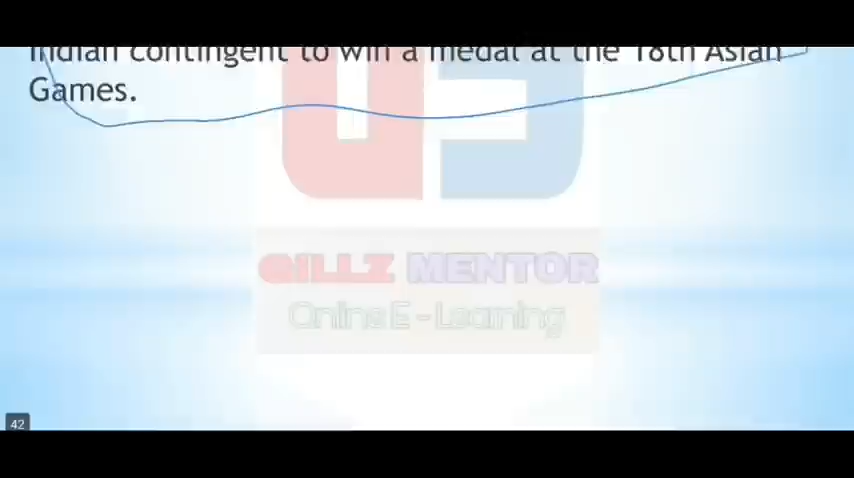 Indian contingent to win a medal at the 18th Asian
Games.
GILLZ MENTOR
Online E - Learning
42